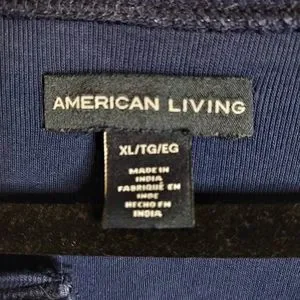 AMERICAN LIVING
XL/TG/EG
MADE IN
INDIA
FABRIQUÉ EN
INDE
HECHO EN
INDIA